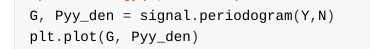 G, Pyy_den = signal.periodogram(Y,N)
plt.plot(G, Pyy_den)